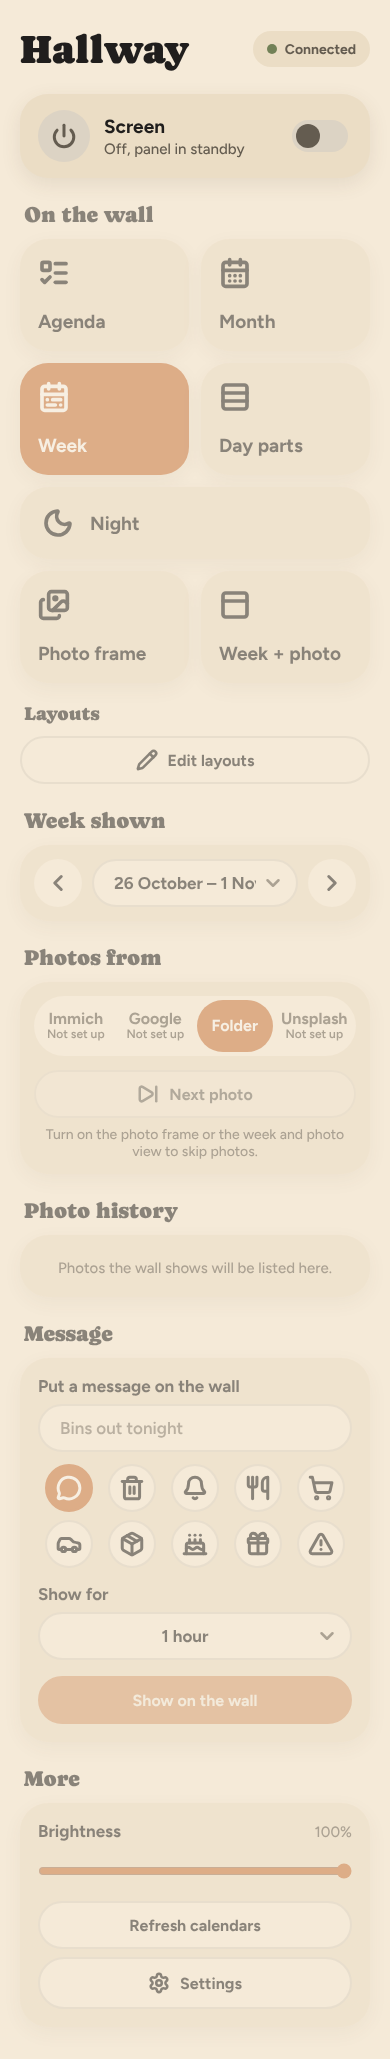 Hallway
Connected
Screen
Off, panel in standby
On the wall
Agenda
Month
Week
Day parts
Night
Photo frame
Week + photo
Layouts
Edit layouts
Week shown
26 October – 1 Nov
Photos from
Immich
Not set up
Google
Not set up
Folder
Unsplash
Not set up
Next photo
Turn on the photo frame or the week and photo
view to skip photos.
Photo history
Photos the wall shows will be listed here.
Message
Put a message on the wall
Bins out tonight
Show for
1 hour
Show on the wall
More
Brightness
100%
Refresh calendars
Settings